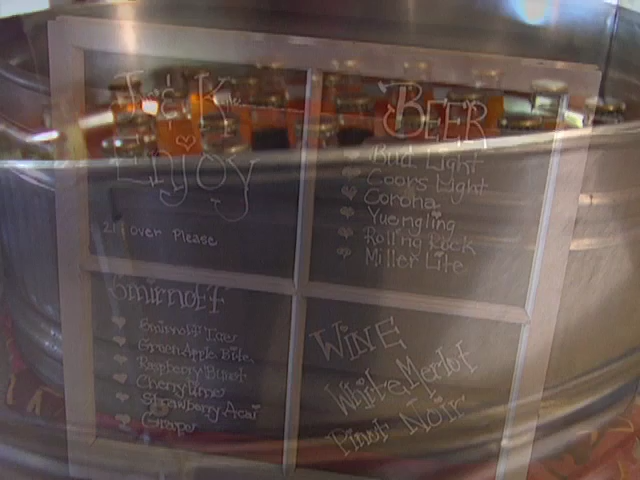 J & K
Enjoy
21 & over Please
BEER
Bud Light
Coors Light
Corona
Yuengling
Rolling Rock
Miller Lite
Smirnoff
Smirnoff Ice
Green Apple Bite
Raspberry Burst
Cherry Lime
Strawberry Acai
Grape
WINE
White Merlot
Pinot Noir